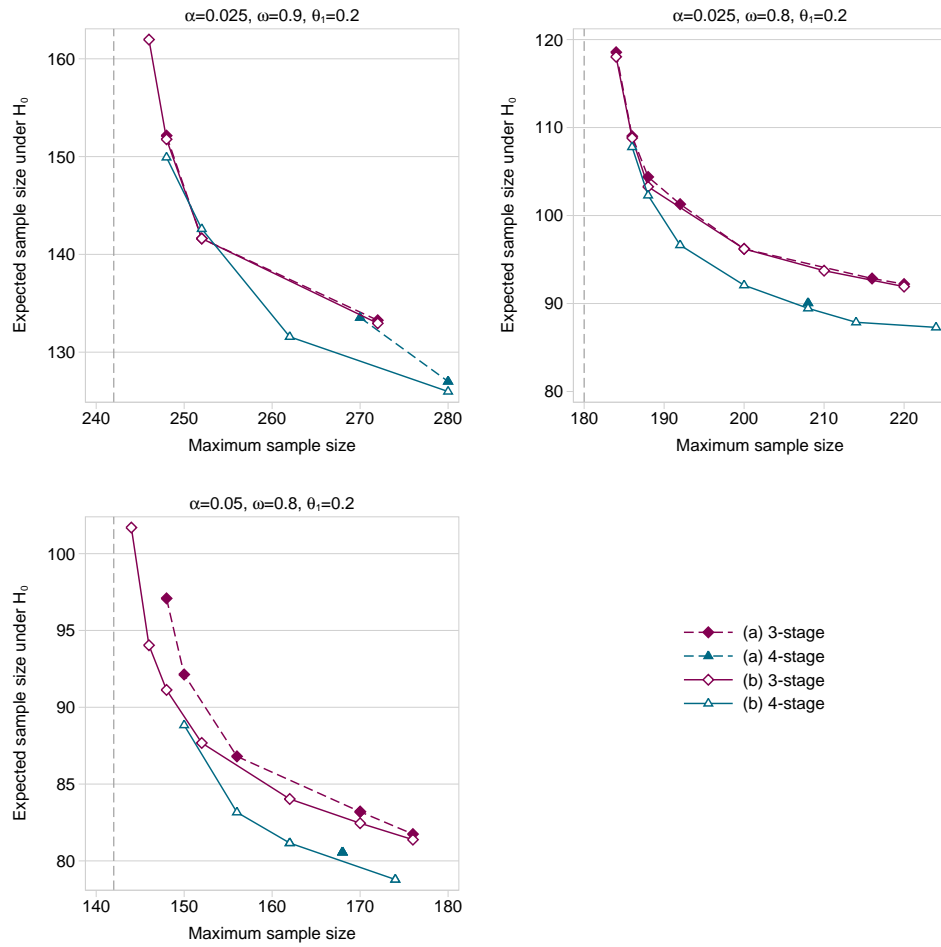 α=0.025, ω=0.9, θ₁=0.2
Expected sample size under H₀
160
150
140
130
240 250 260 270 280
Maximum sample size
α=0.025, ω=0.8, θ₁=0.2
Expected sample size under H₀
120
110
100
90
80
180 190 200 210 220
Maximum sample size
α=0.05, ω=0.8, θ₁=0.2
Expected sample size under H₀
100
95
90
85
80
140 150 160 170 180
Maximum sample size
(a) 3-stage
(a) 4-stage
(b) 3-stage
(b) 4-stage